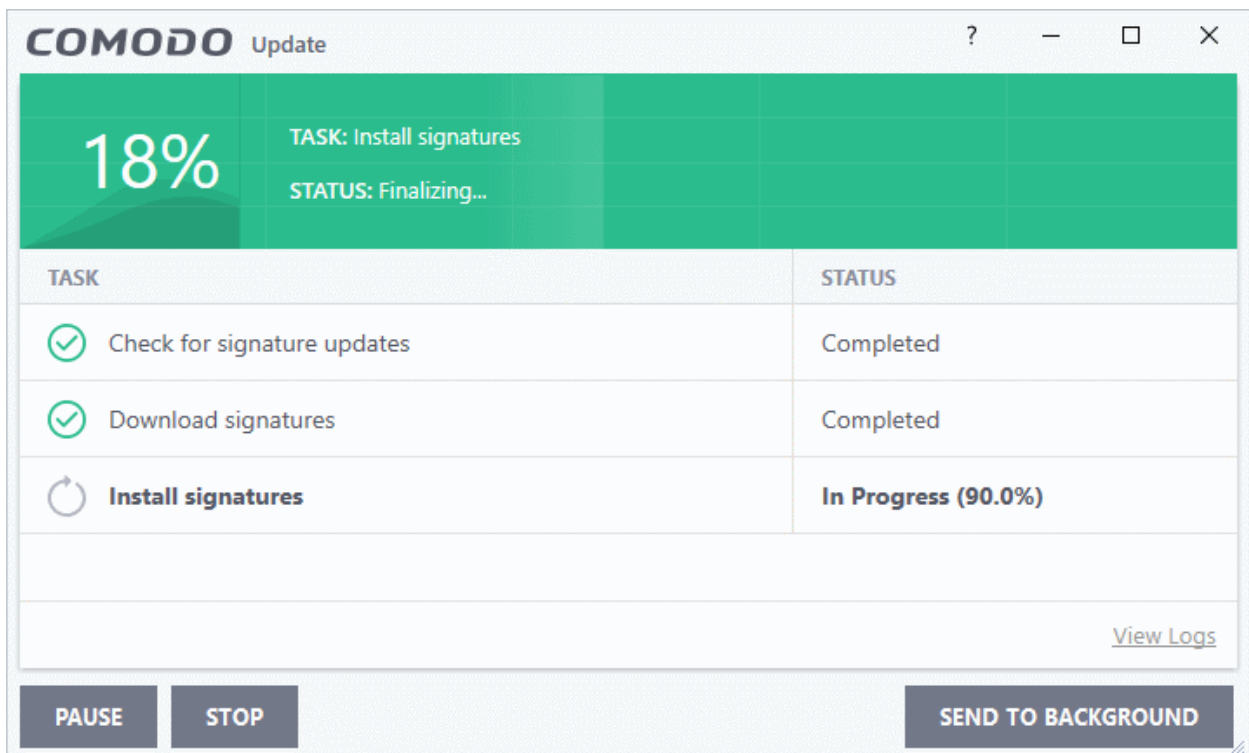 COMODO Update ?
18%
TASK: Install signatures
STATUS: Finalizing...
TASK STATUS
Check for signature updates Completed
Download signatures Completed
Install signatures In Progress (90.0%)
View Logs
PAUSE STOP SEND TO BACKGROUND